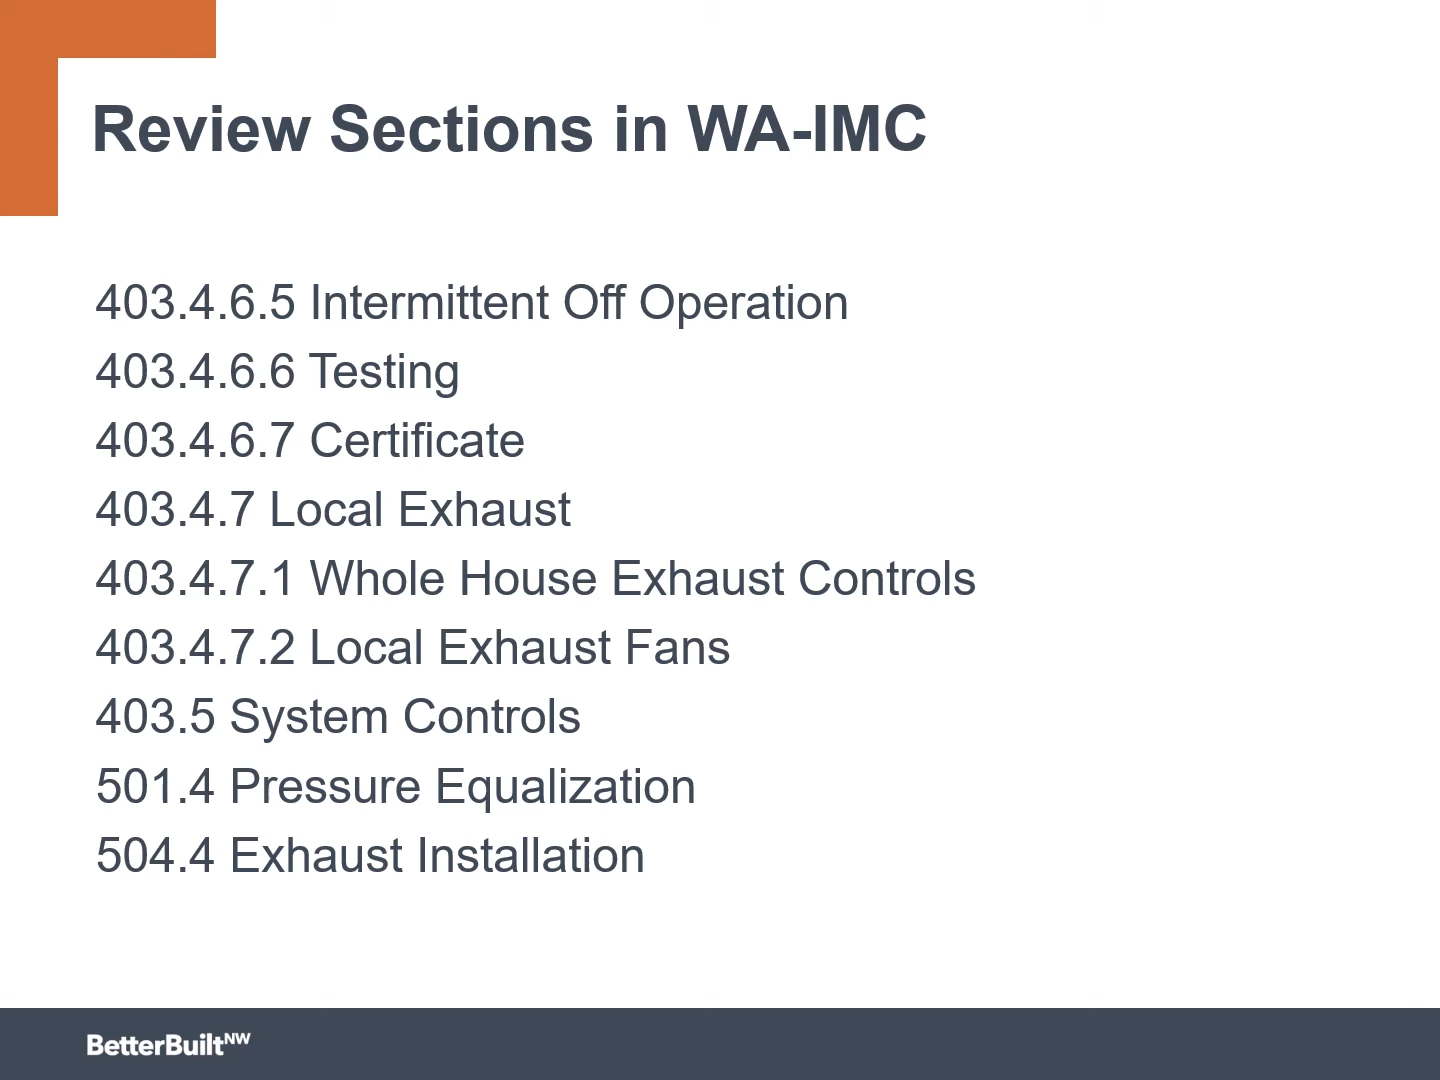 Review Sections in WA-IMC
403.4.6.5 Intermittent Off Operation
403.4.6.6 Testing
403.4.6.7 Certificate
403.4.7 Local Exhaust
403.4.7.1 Whole House Exhaust Controls
403.4.7.2 Local Exhaust Fans
403.5 System Controls
501.4 Pressure Equalization
504.4 Exhaust Installation
BetterBuiltNW